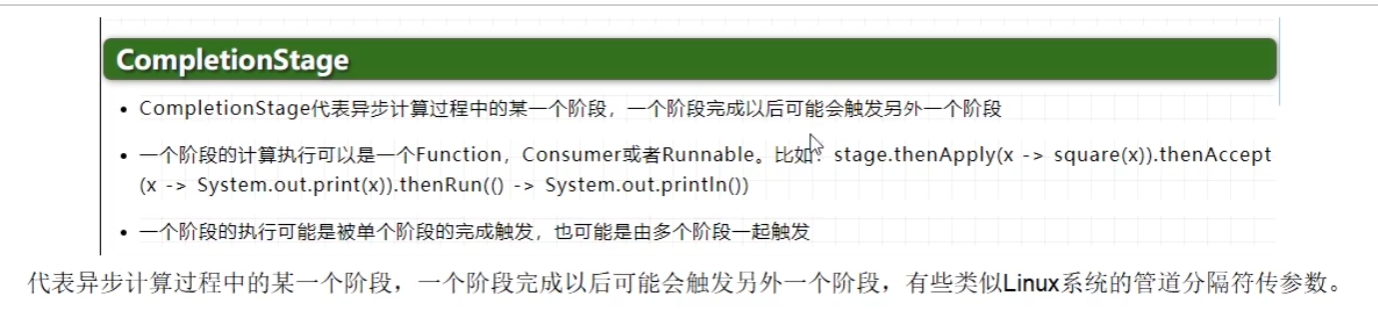 CompletionStage
CompletionStage代表异步计算过程中的某一个阶段，一个阶段完成以后可能会触发另外一个阶段
一个阶段的计算执行可以是一个Function，Consumer或者Runnable。比如：stage.thenApply(x -> square(x)).thenAccept
(x -> System.out.print(x)).thenRun(() -> System.out.println())
一个阶段的执行可能是被单个阶段的完成触发，也可能是由多个阶段一起触发
代表异步计算过程中的某一个阶段，一个阶段完成以后可能会触发另外一个阶段，有些类似Linux系统的管道分隔符传参数。